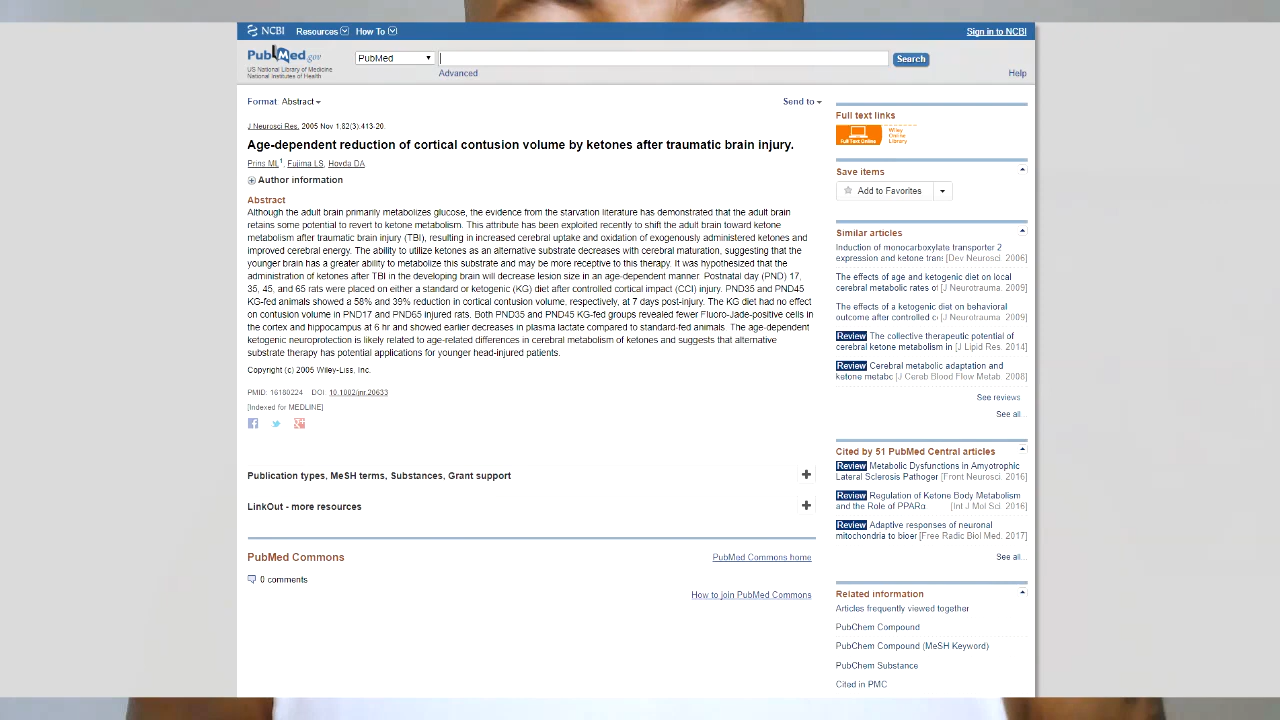 NCBI Resources How To Sign in to NCBI
PubMed.gov
US National Library of Medicine
National Institutes of Health
PubMed
Search
Advanced
Help
Format Abstract
Send to
J Neurosci Res. 2005 Nov 1;82(3):413-20.
Age-dependent reduction of cortical contusion volume by ketones after traumatic brain injury.
Prins ML1, Fujima LS, Hovda DA
Author information
Abstract
Although the adult brain primarily metabolizes glucose, the evidence from the starvation literature has demonstrated that the adult brain
retains some potential to revert to ketone metabolism. This attribute has been exploited recently to shift the adult brain toward ketone
metabolism after traumatic brain injury (TBI), resulting in increased cerebral uptake and oxidation of exogenously administered ketones and
improved cerebral energy. The ability to utilize ketones as an alternative substrate decreases with cerebral maturation, suggesting that the
younger brain has a greater ability to metabolize this substrate and may be more receptive to this therapy. It was hypothesized that the
administration of ketones after TBI in the developing brain will decrease lesion size in an age-dependent manner. Postnatal day (PND) 17,
35, 45, and 65 rats were placed on either a standard or ketogenic (KG) diet after controlled cortical impact (CCI) injury. PND35 and PND45
KG-fed animals showed a 58% and 39% reduction in cortical contusion volume, respectively, at 7 days post-injury. The KG diet had no effect
on contusion volume in PND17 and PND65 injured rats. Both PND35 and PND45 KG-fed groups revealed fewer Fluoro-Jade-positive cells in
the cortex and hippocampus at 6 hr and showed earlier decreases in plasma lactate compared to standard-fed animals. The age-dependent
ketogenic neuroprotection is likely related to age-related differences in cerebral metabolism of ketones and suggests that alternative
substrate therapy has potential applications for younger head-injured patients.
Copyright (c) 2005 Wiley-Liss, Inc.
PMID: 16180224 DOI: 10.1002/jnr.20633
[Indexed for MEDLINE]
Publication types, MeSH terms, Substances, Grant support
LinkOut - more resources
PubMed Commons
PubMed Commons home
0 comments
How to join PubMed Commons
Full text links
Full Text Online
Wiley
Online
Library
Save items
Add to Favorites
Similar articles
Induction of monocarboxylate transporter 2
expression and ketone trans [Dev Neurosci. 2006]
The effects of age and ketogenic diet on local
cerebral metabolic rates of [J Neurotrauma. 2009]
The effects of a ketogenic diet on behavioral
outcome after controlled c [J Neurotrauma. 2009]
Review The collective therapeutic potential of
cerebral ketone metabolism in [J Lipid Res. 2014]
Review Cerebral metabolic adaptation and
ketone metabc [J Cereb Blood Flow Metab. 2008]
See reviews
See all...
Cited by 51 PubMed Central articles
Review Metabolic Dysfunctions in Amyotrophic
Lateral Sclerosis Pathoger [Front Neurosci. 2016]
Review Regulation of Ketone Body Metabolism
and the Role of PPARα [Int J Mol Sci. 2016]
Review Adaptive responses of neuronal
mitochondria to bioer [Free Radic Biol Med. 2017]
See all...
Related information
Articles frequently viewed together
PubChem Compound
PubChem Compound (MeSH Keyword)
PubChem Substance
Cited in PMC